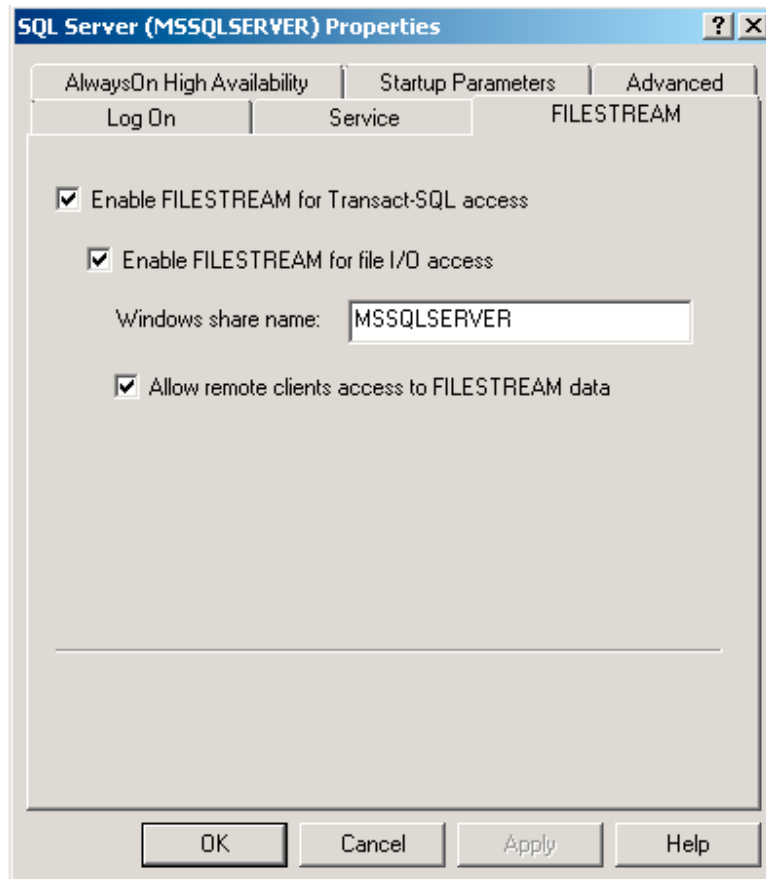 SQL Server (MSSQLSERVER) Properties
AlwaysOn High Availability Startup Parameters Advanced
Log On Service FILESTREAM
Enable FILESTREAM for Transact-SQL access
Enable FILESTREAM for file I/O access
Windows share name: MSSQLSERVER
Allow remote clients access to FILESTREAM data
OK Cancel Apply Help